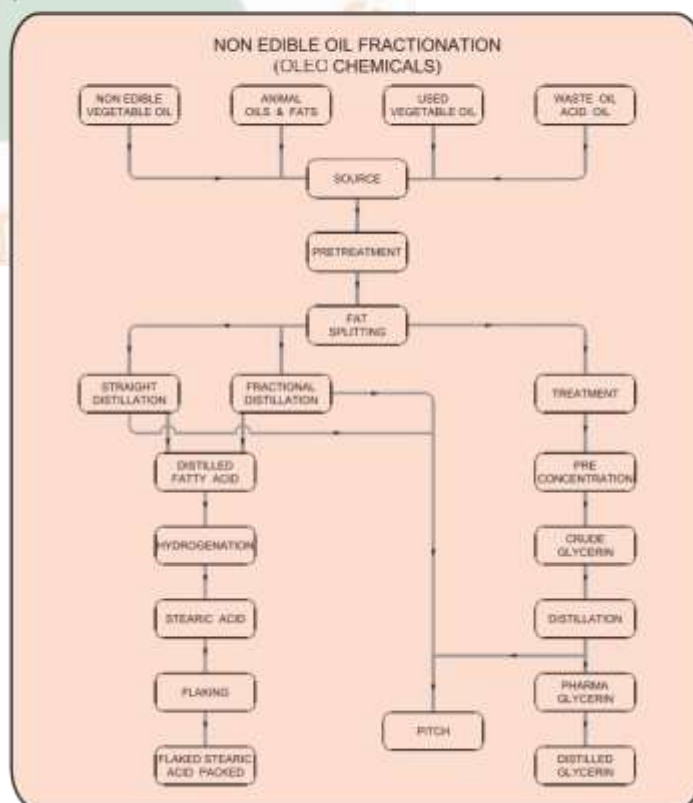 NON EDIBLE OIL FRACTIONATION
(OLEO CHEMICALS)
NON EDIBLE
VEGETABLE OIL
ANIMAL
OILS & FATS
USED
VEGETABLE OIL
WASTE OIL
ACID OIL
SOURCE
PRETREATMENT
FAT
SPLITTING
STRAIGHT
DISTILLATION
FRACTIONAL
DISTILLATION
TREATMENT
DISTILLED
FATTY ACID
PRE
CONCENTRATION
HYDROGENATION
CRUDE
GLYCERIN
STEARIC ACID
DISTILLATION
FLAKING
PHARMA
GLYCERIN
PITCH
FLAKED STEARIC
ACID PACKED
DISTILLED
GLYCERIN